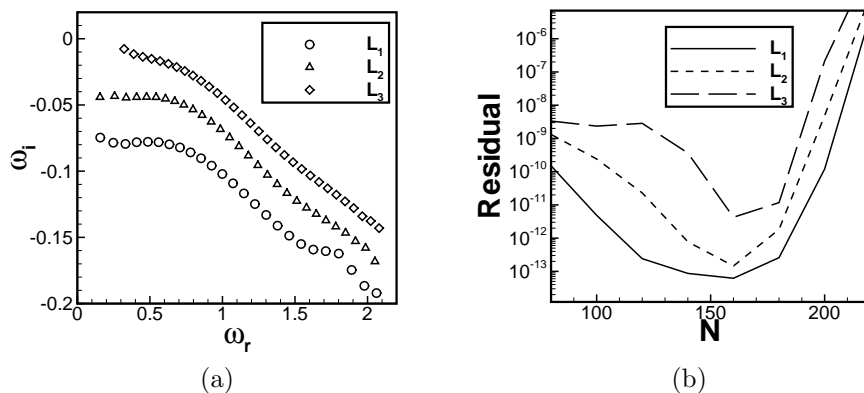 0
-0.05
-0.1
-0.15
-0.2
0 0.5 1 1.5 2
ω_i
ω_r
L_1
L_2
L_3
(a)
10^-6
10^-7
10^-8
10^-9
10^-10
10^-11
10^-12
10^-13
100 150 200
Residual
N
L_1
L_2
L_3
(b)